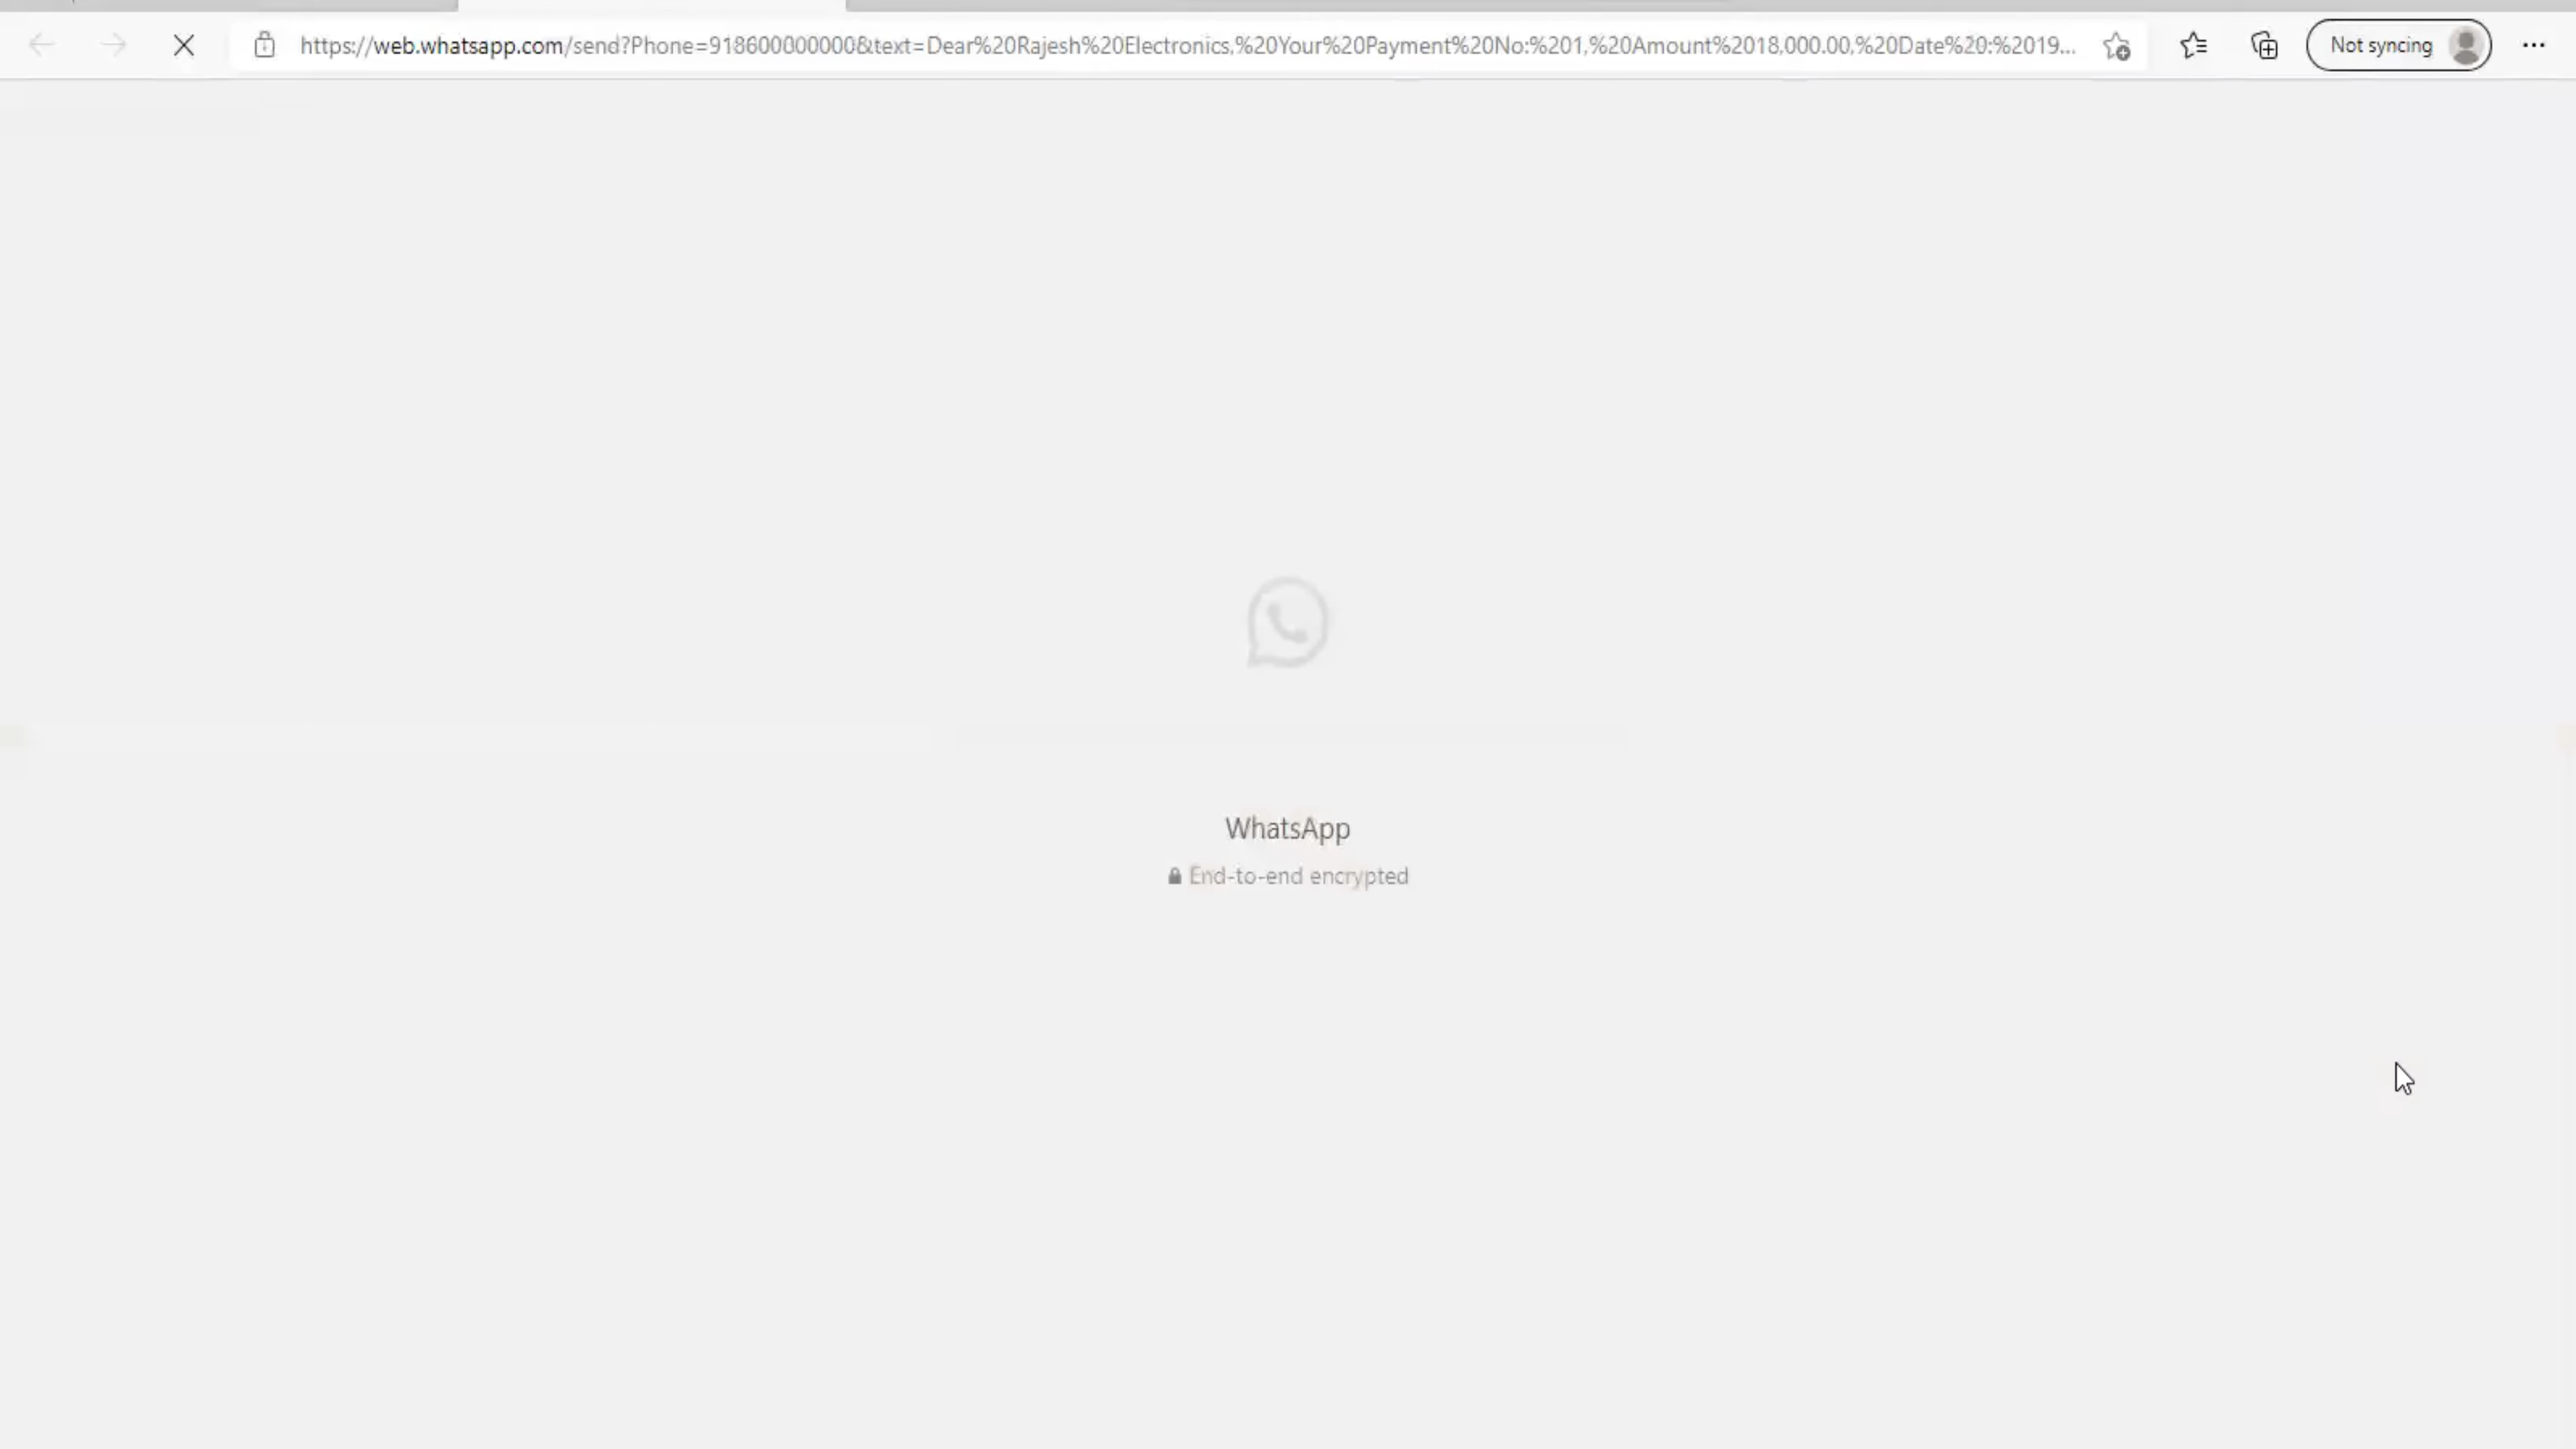 https://web.whatsapp.com/send?Phone=918600000000&text=Dear%20Rajesh%20Electronics,%20Your%20Payment%20No:%201,%20Amount%2018,000.00,%20Date%20:%2019...
Not syncing
WhatsApp
End-to-end encrypted